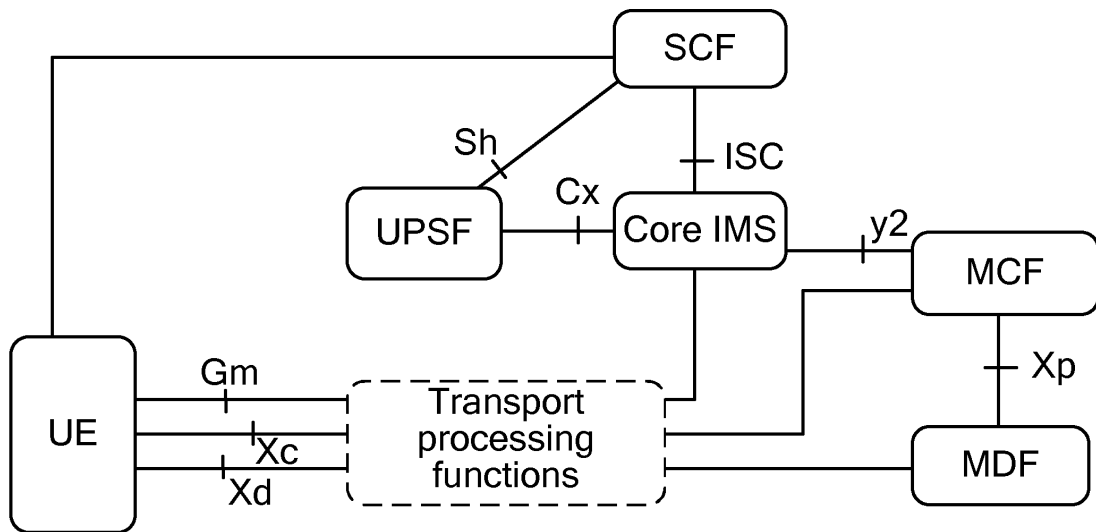 SCF
Sh
ISC
Cx
UPSF
Core IMS
y2
MCF
Gm
Xp
UE
Transport
processing
functions
Xc
Xd
MDF